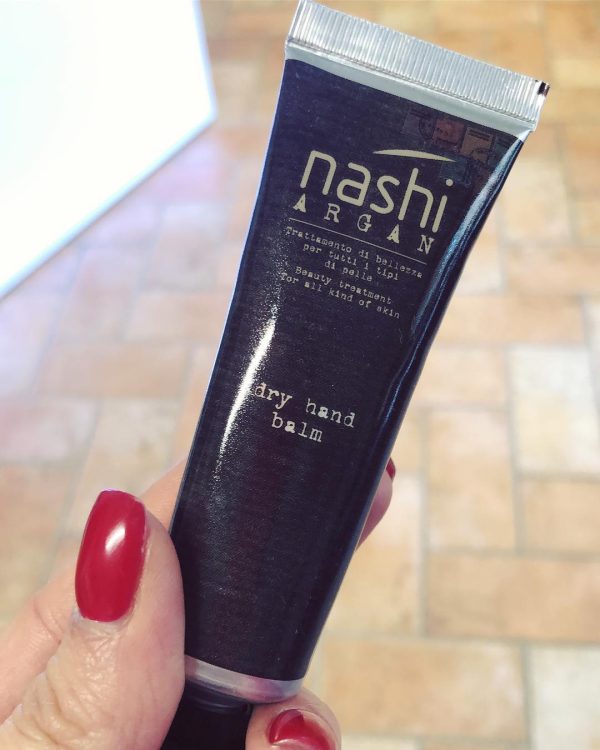 nashi
ARGAN
Trattamento di bellezza
per tutti i tipi
di pelle
Beauty treatment
for all kind of skin
dry hand
balm